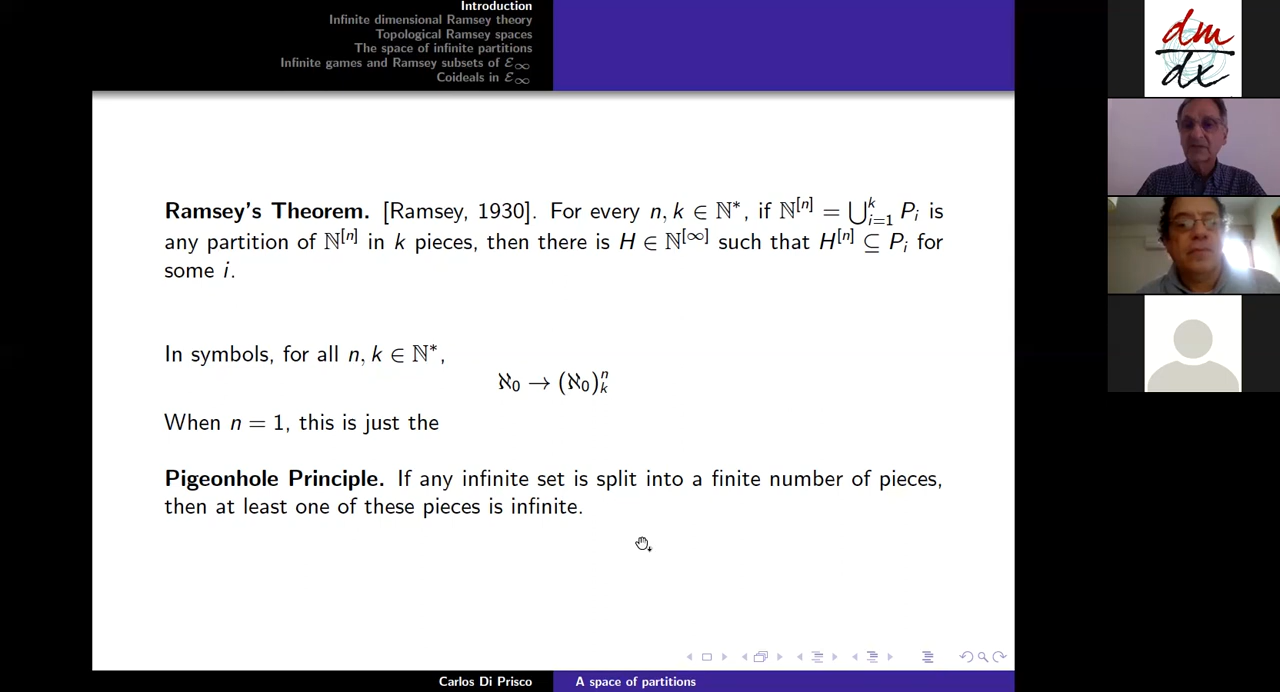 Introduction
Infinite dimensional Ramsey theory
Topological Ramsey spaces
The space of infinite partitions
Infinite games and Ramsey subsets of ℰ∞
Coideals in ℰ∞
Ramsey's Theorem. [Ramsey, 1930]. For every n, k ∈ ℕ*, if ℕ^[n] = ⋃_{i=1}^k P_i is
any partition of ℕ^[n] in k pieces, then there is H ∈ ℕ^[∞] such that H^[n] ⊆ P_i for
some i.
In symbols, for all n, k ∈ ℕ*,
ℵ₀ → (ℵ₀)^n_k
When n = 1, this is just the
Pigeonhole Principle. If any infinite set is split into a finite number of pieces,
then at least one of these pieces is infinite.
Carlos Di Prisco
A space of partitions
dm
dx